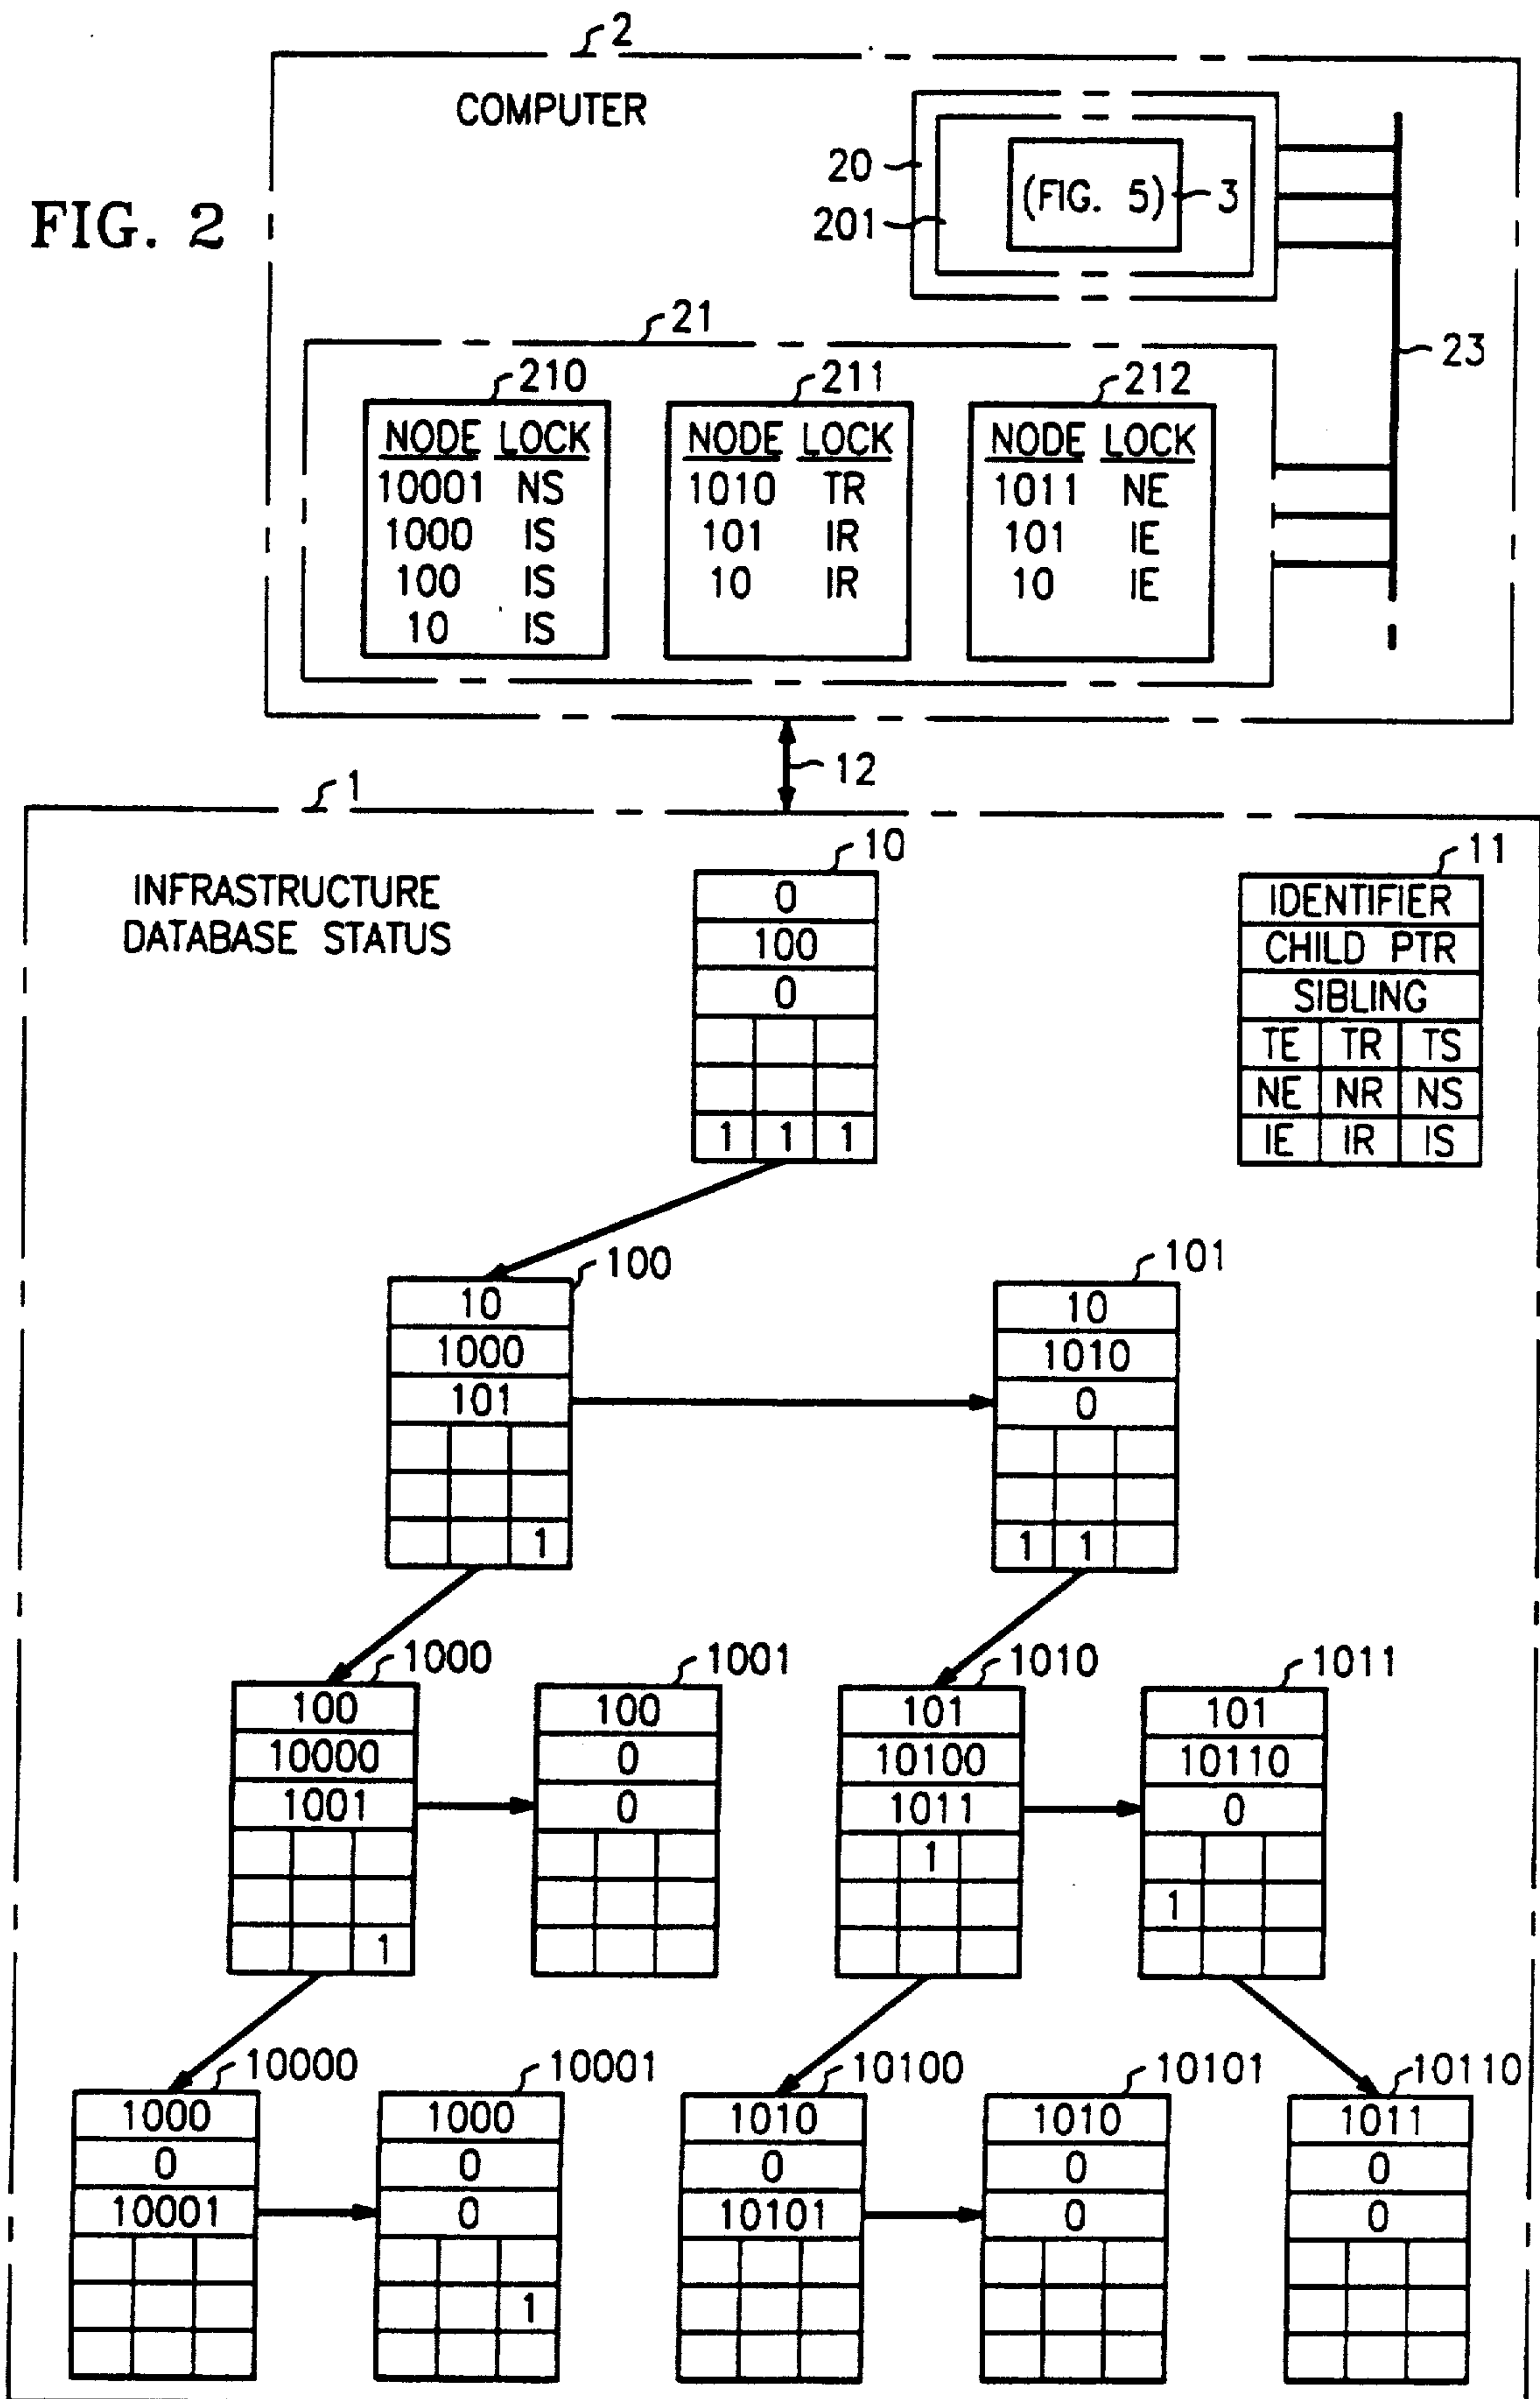 2
COMPUTER
FIG. 2
20
201
(FIG. 5)
3
23
21
210
211
212
NODE LOCK
10001 NS
1000 IS
100 IS
10 IS
NODE LOCK
1010 TR
101 IR
10 IR
NODE LOCK
1011 NE
101 IE
10 IE
12
1
INFRASTRUCTURE
DATABASE STATUS
10
0
100
0
1 1 1
11
IDENTIFIER
CHILD PTR
SIBLING
TE TR TS
NE NR NS
IE IR IS
100
10
1000
101
1
101
10
1010
0
1 1
1000
100
10000
1001
1
1001
100
0
0
1010
101
10100
1011
1
1011
101
10110
0
1
10000
1000
0
10001
10001
1000
0
0
1
10100
1010
0
10101
10101
1010
0
0
10110
1011
0
0